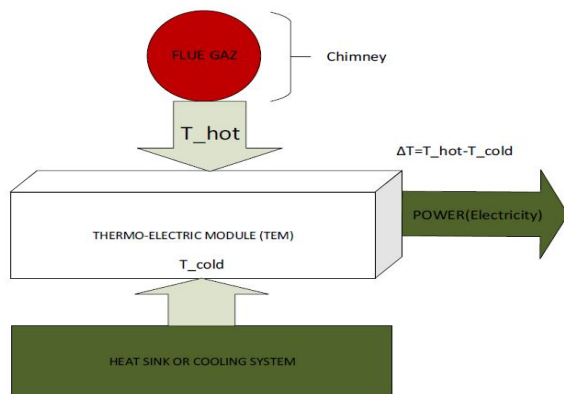 FLUE GAZ
Chimney
T_hot
ΔT=T_hot-T_cold
POWER(Electricity)
THERMO-ELECTRIC MODULE (TEM)
T_cold
HEAT SINK OR COOLING SYSTEM